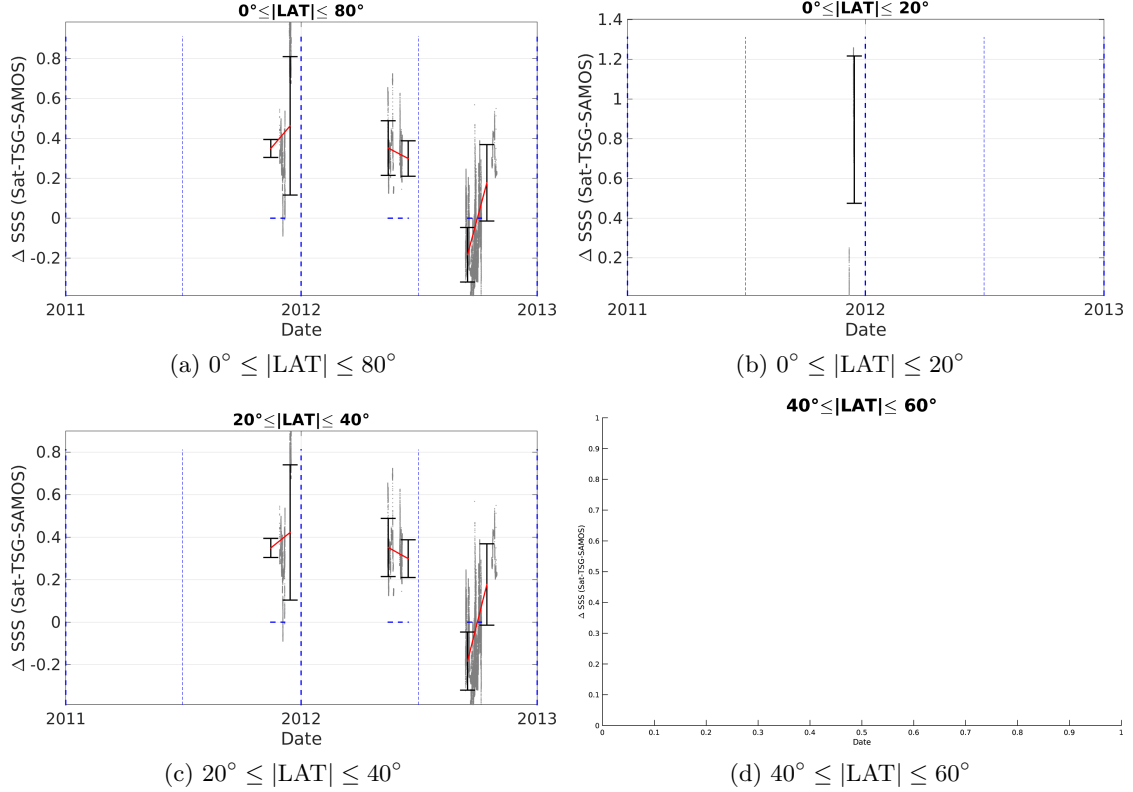 0°≤|LAT|≤ 80°
0.8
0.6
0.4
0.2
0
-0.2
Δ SSS (Sat-TSG-SAMOS)
2011 2012 2013
Date
(a) 0° ≤ |LAT| ≤ 80°
0°≤|LAT|≤ 20°
1.4
1.2
1
0.8
0.6
0.4
0.2
Δ SSS (Sat-TSG-SAMOS)
2011 2012 2013
Date
(b) 0° ≤ |LAT| ≤ 20°
20°≤|LAT|≤ 40°
0.8
0.6
0.4
0.2
0
-0.2
Δ SSS (Sat-TSG-SAMOS)
2011 2012 2013
Date
(c) 20° ≤ |LAT| ≤ 40°
40°≤|LAT|≤ 60°
1
0.9
0.8
0.7
0.6
0.5
0.4
0.3
0.2
0.1
0
Δ SSS (Sat-TSG-SAMOS)
0 0.1 0.2 0.3 0.4 0.5 0.6 0.7 0.8 0.9 1
Date
(d) 40° ≤ |LAT| ≤ 60°